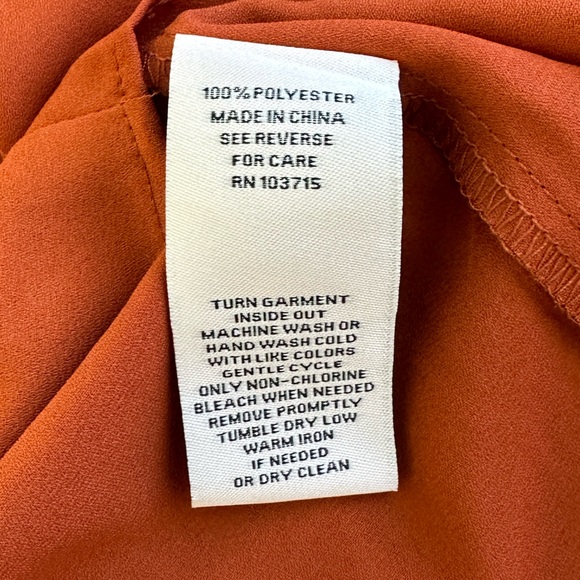 100% POLYESTER
MADE IN CHINA
SEE REVERSE
FOR CARE
RN 103715
TURN GARMENT
INSIDE OUT
MACHINE WASH OR
HAND WASH COLD
WITH LIKE COLORS
GENTLE CYCLE
ONLY NON-CHLORINE
BLEACH WHEN NEEDED
REMOVE PROMPTLY
TUMBLE DRY LOW
WARM IRON
IF NEEDED
OR DRY CLEAN